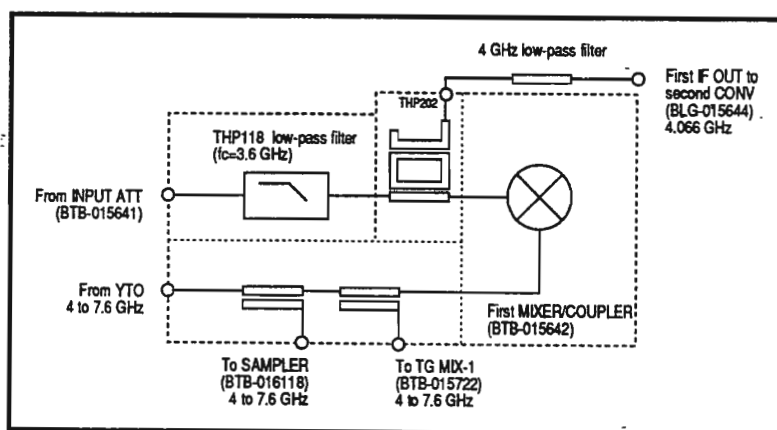 4 GHz low-pass filter
First IF OUT to
second CONV
(BLG-015644)
4.066 GHz
THP202
THP118 low-pass filter
(fc=3.6 GHz)
From INPUT ATT
(BTB-015641)
From YTO
4 to 7.6 GHz
First MIXER/COUPLER
(BTB-015642)
To SAMPLER
(BTB-016118)
4 to 7.6 GHz
To TG MIX-1
(BTB-015722)
4 to 7.6 GHz